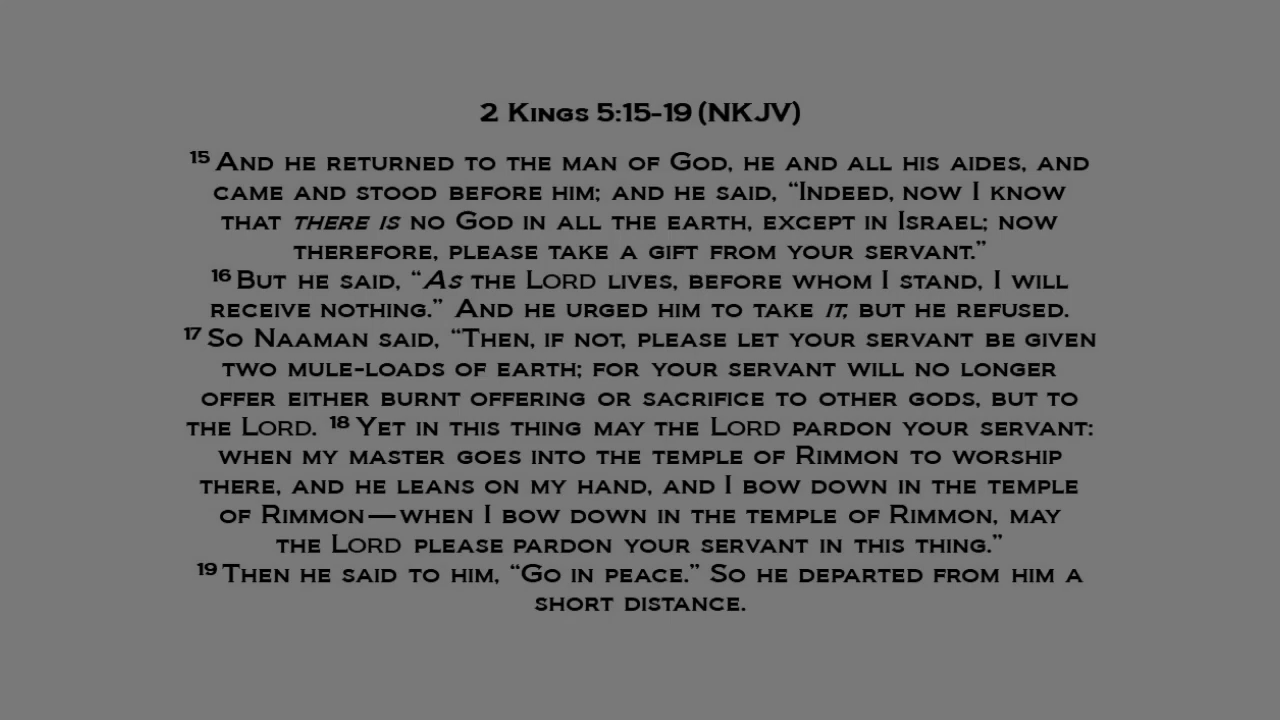 2 Kings 5:15-19 (NKJV)
15 And he returned to the man of God, he and all his aides, and
came and stood before him; and he said, “Indeed, now I know
that there is no God in all the earth, except in Israel; now
therefore, please take a gift from your servant.”
16 But he said, “As the Lord lives, before whom I stand, I will
receive nothing.” And he urged him to take it, but he refused.
17 So Naaman said, “Then, if not, please let your servant be given
two mule-loads of earth; for your servant will no longer
offer either burnt offering or sacrifice to other gods, but to
the Lord. 18 Yet in this thing may the Lord pardon your servant:
when my master goes into the temple of Rimmon to worship
there, and he leans on my hand, and I bow down in the temple
of Rimmon—when I bow down in the temple of Rimmon, may
the Lord please pardon your servant in this thing.”
19 Then he said to him, “Go in peace.” So he departed from him a
short distance.